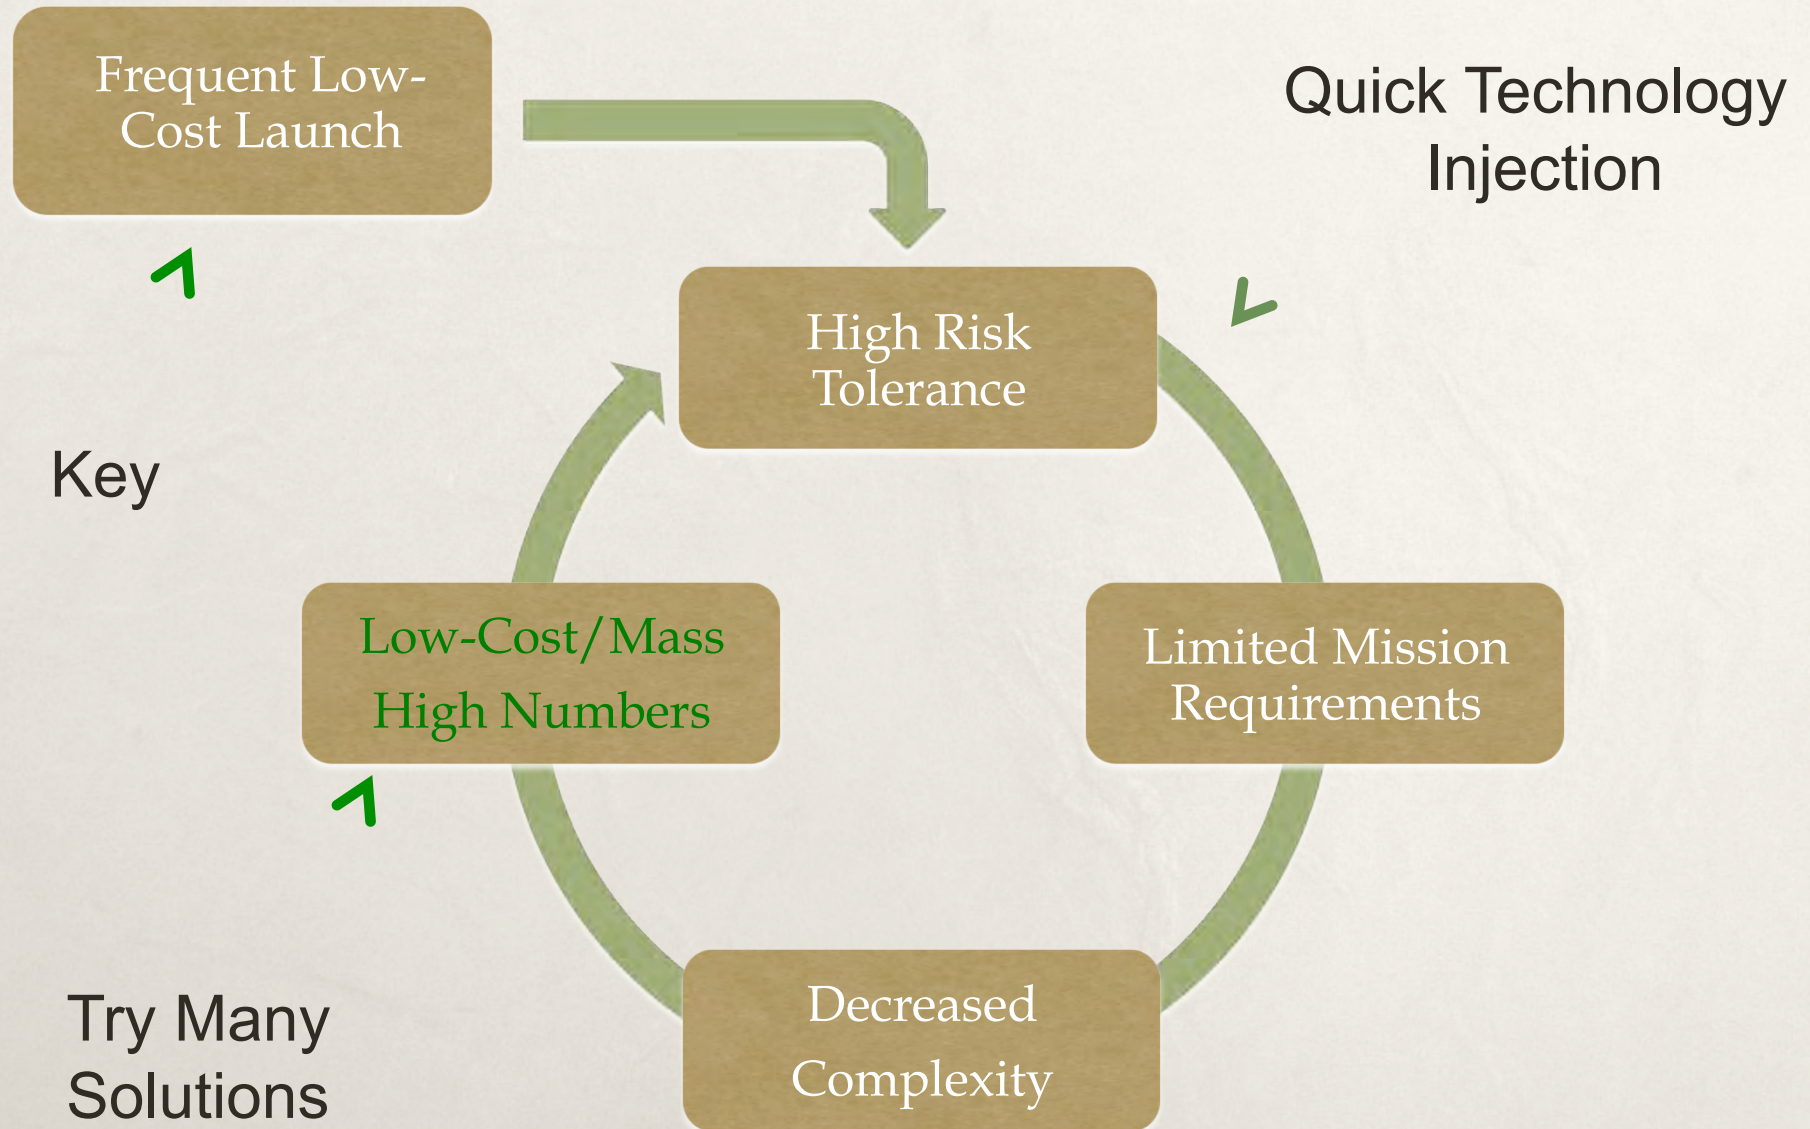 Frequent Low-
Cost Launch
Quick Technology
Injection
High Risk
Tolerance
Key
Low-Cost/Mass
High Numbers
Limited Mission
Requirements
Try Many
Solutions
Decreased
Complexity